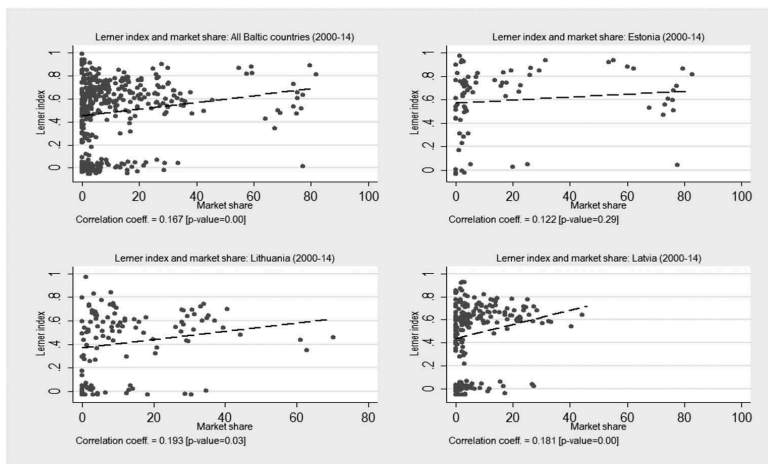 Lerner index and market share: All Baltic countries (2000-14)
Lerner index
1
.8
.6
.4
.2
0
0 20 40 60 80 100
Market share
Correlation coeff. = 0.167 [p-value=0.00]
Lerner index and market share: Estonia (2000-14)
Lerner index
1
.8
.6
.4
.2
0
0 20 40 60 80 100
Market share
Correlation coeff. = 0.122 [p-value=0.29]
Lerner index and market share: Lithuania (2000-14)
Lerner index
1
.8
.6
.4
.2
0
0 20 40 60 80
Market share
Correlation coeff. = 0.193 [p-value=0.03]
Lerner index and market share: Latvia (2000-14)
Lerner index
1
.8
.6
.4
.2
0
0 20 40 60 80 100
Market share
Correlation coeff. = 0.181 [p-value=0.00]